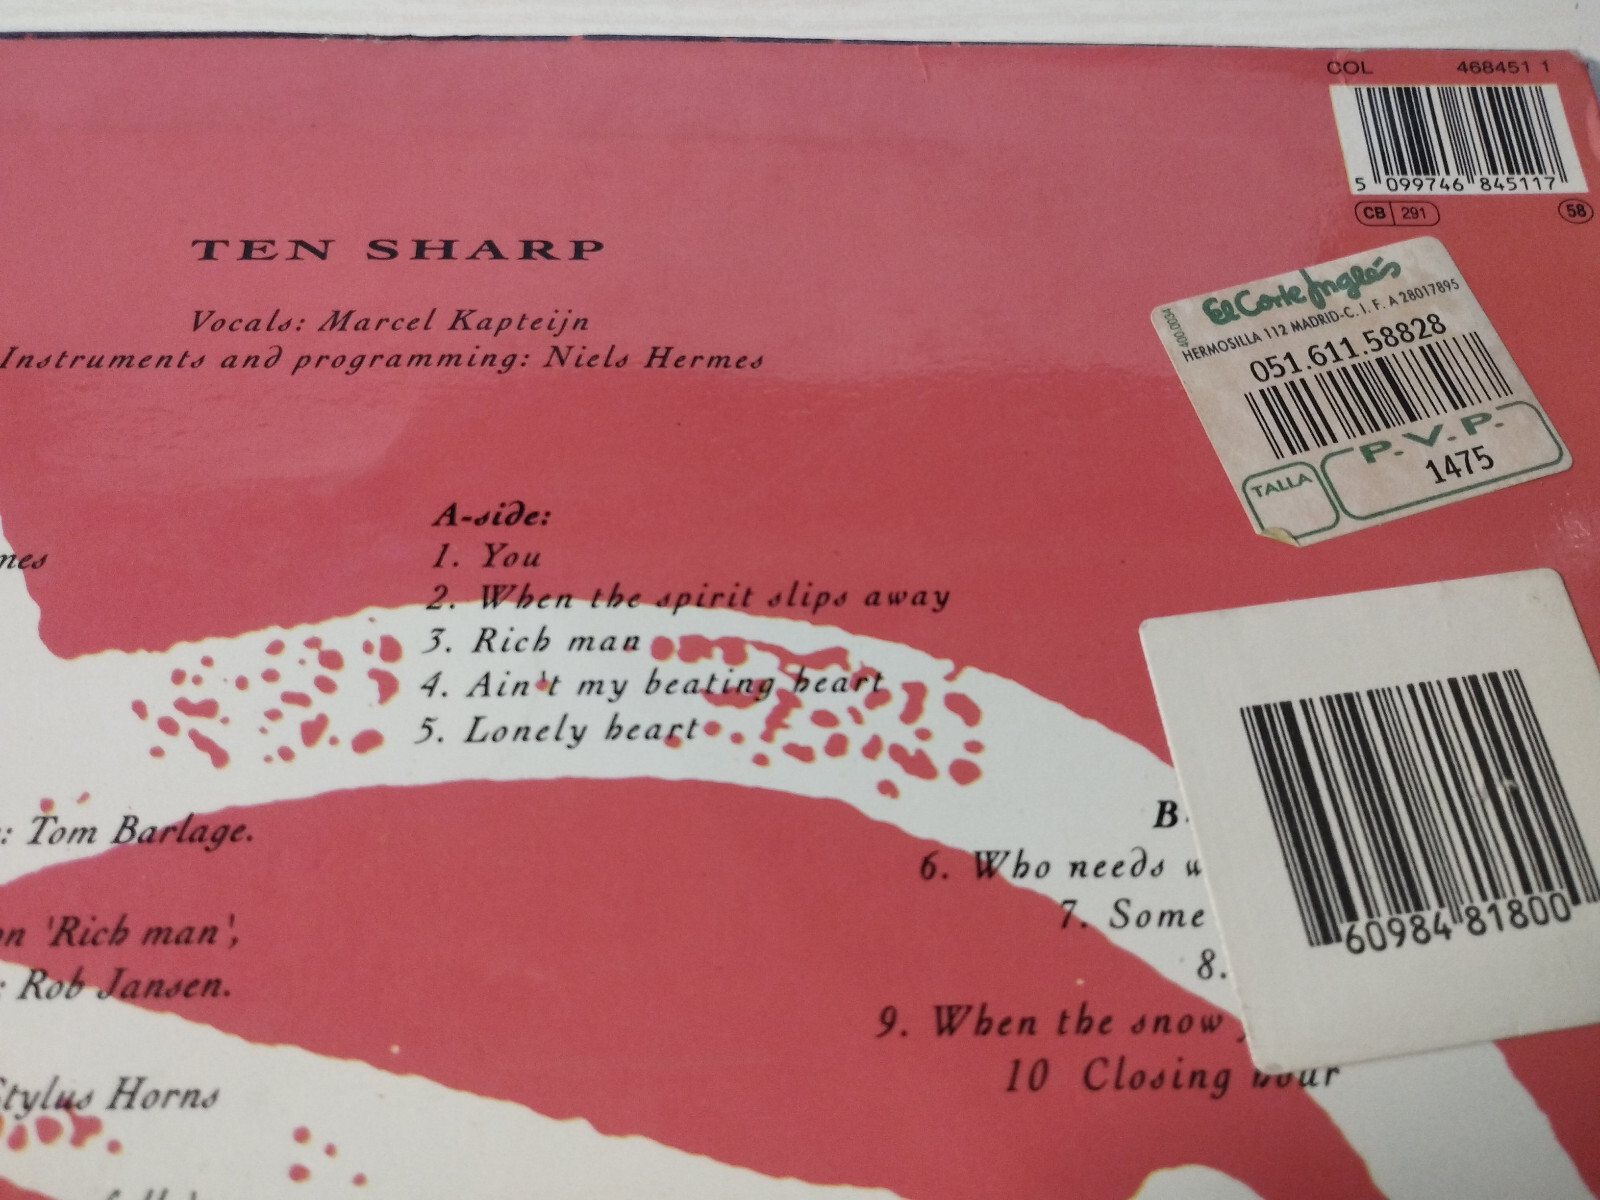 COL 468451 1
5 099746 845117
CB 291 58
TEN SHARP
Vocals: Marcel Kapteijn
Instruments and programming: Niels Hermes
El Corte Inglés
HERMOSILLA 112 MADRID-C. I. F. A 28017895
400.0034
051.611.58828
P.V.P.
1475
TALLA
A-side:
1. You
2. When the spirit slips away
3. Rich man
4. Ain't my beating heart
5. Lonely heart
mes
: Tom Barlage.
on 'Rich man',
: Rob Jansen.
Stylus Horns
B
6. Who needs
7. Some
8.
9. When the snow
10 Closing hour
60984 81800